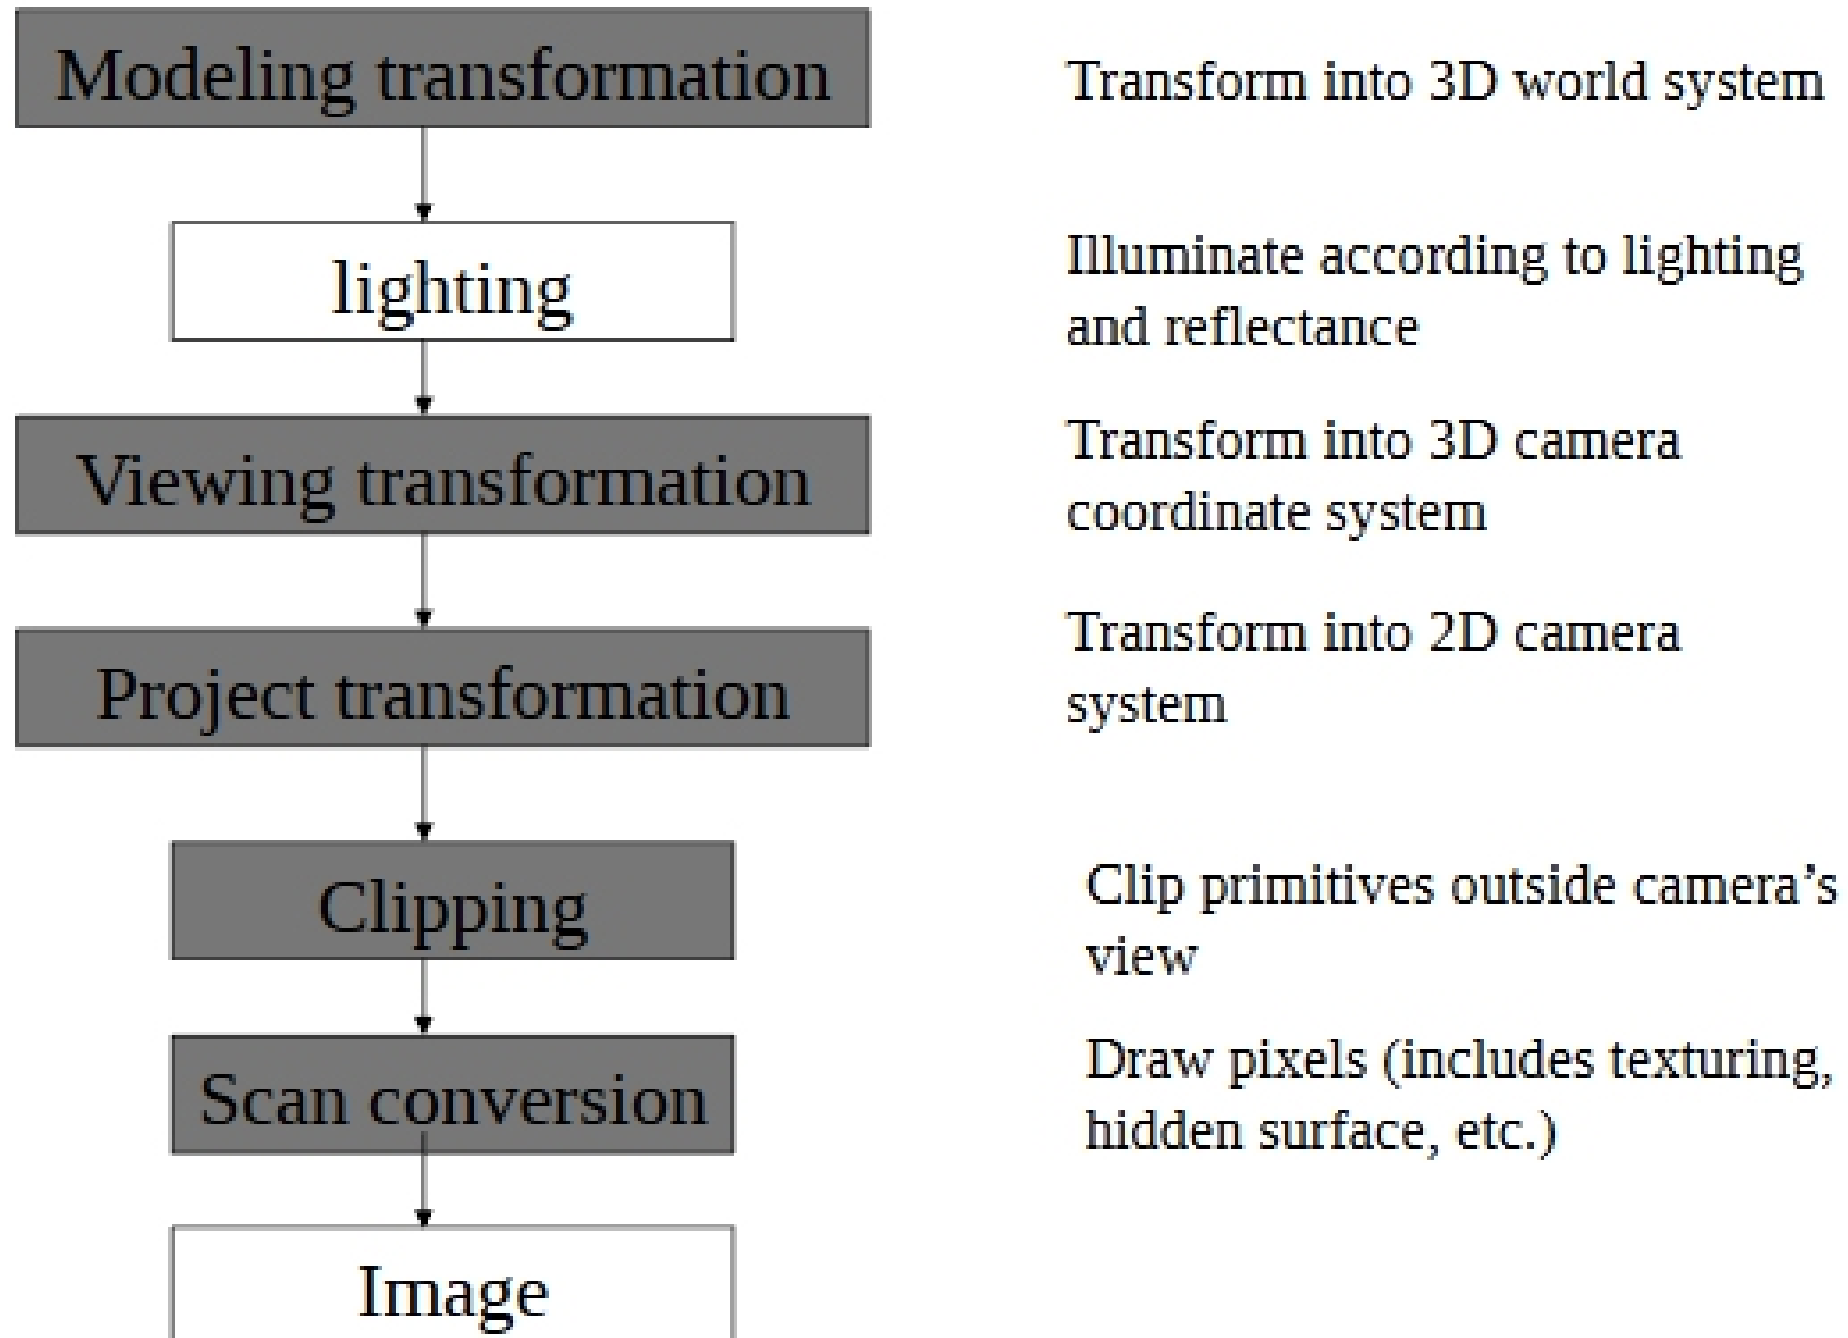 Modeling transformation
Transform into 3D world system
lighting
Illuminate according to lighting
and reflectance
Viewing transformation
Transform into 3D camera
coordinate system
Project transformation
Transform into 2D camera
system
Clipping
Clip primitives outside camera’s
view
Scan conversion
Draw pixels (includes texturing,
hidden surface, etc.)
Image